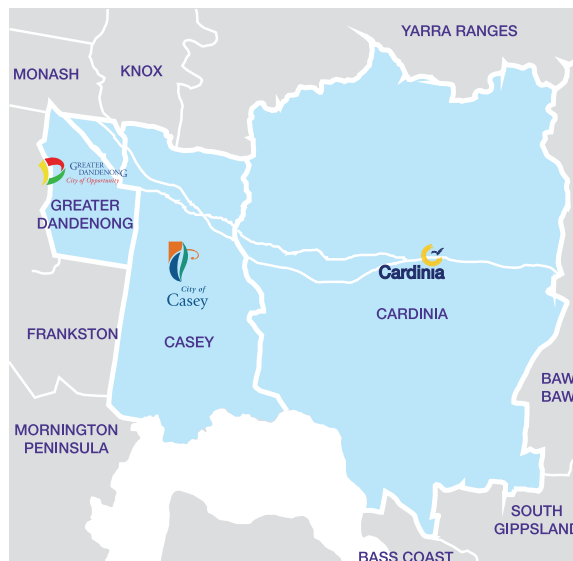 YARRA RANGES
MONASH
KNOX
GREATER
DANDENONG
City of Opportunity
GREATER
DANDENONG
City of
Casey
Cardinia
CARDINIA
FRANKSTON
CASEY
BAW
BAW
MORNINGTON
PENINSULA
SOUTH
GIPPSLAND
BASS COAST